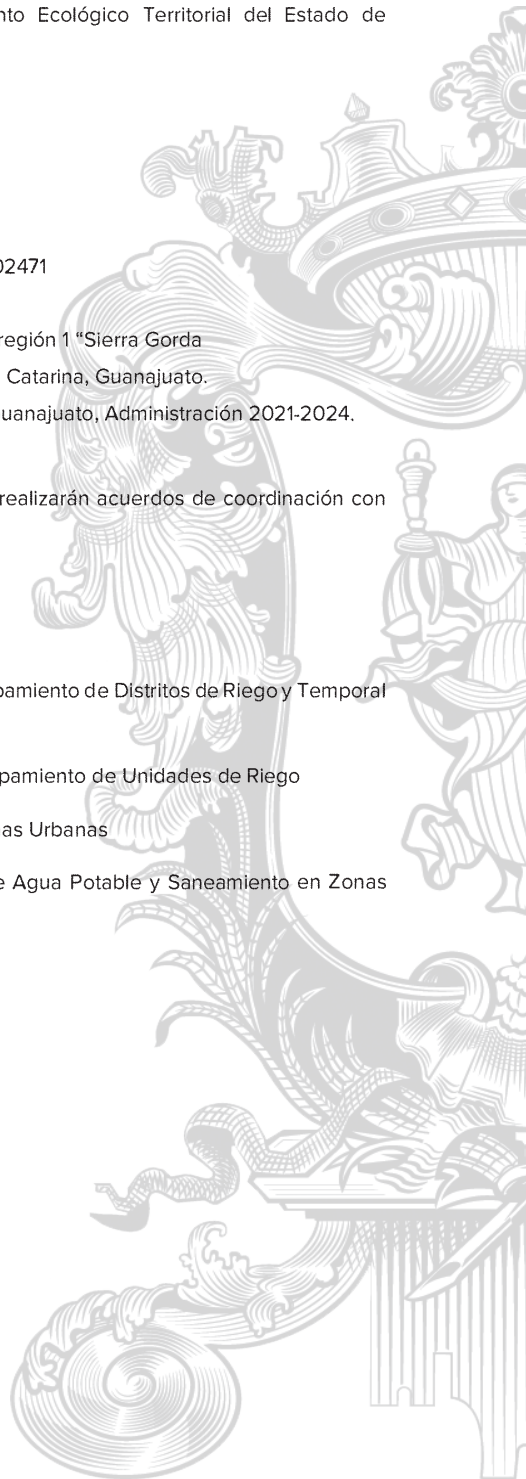 nto Ecológico Territorial del Estado de
02471
región 1 “Sierra Gorda
Catarina, Guanajuato.
uanajuato, Administración 2021-2024.
realizarán acuerdos de coordinación con
pamiento de Distritos de Riego y Temporal
pamiento de Unidades de Riego
as Urbanas
e Agua Potable y Saneamiento en Zonas